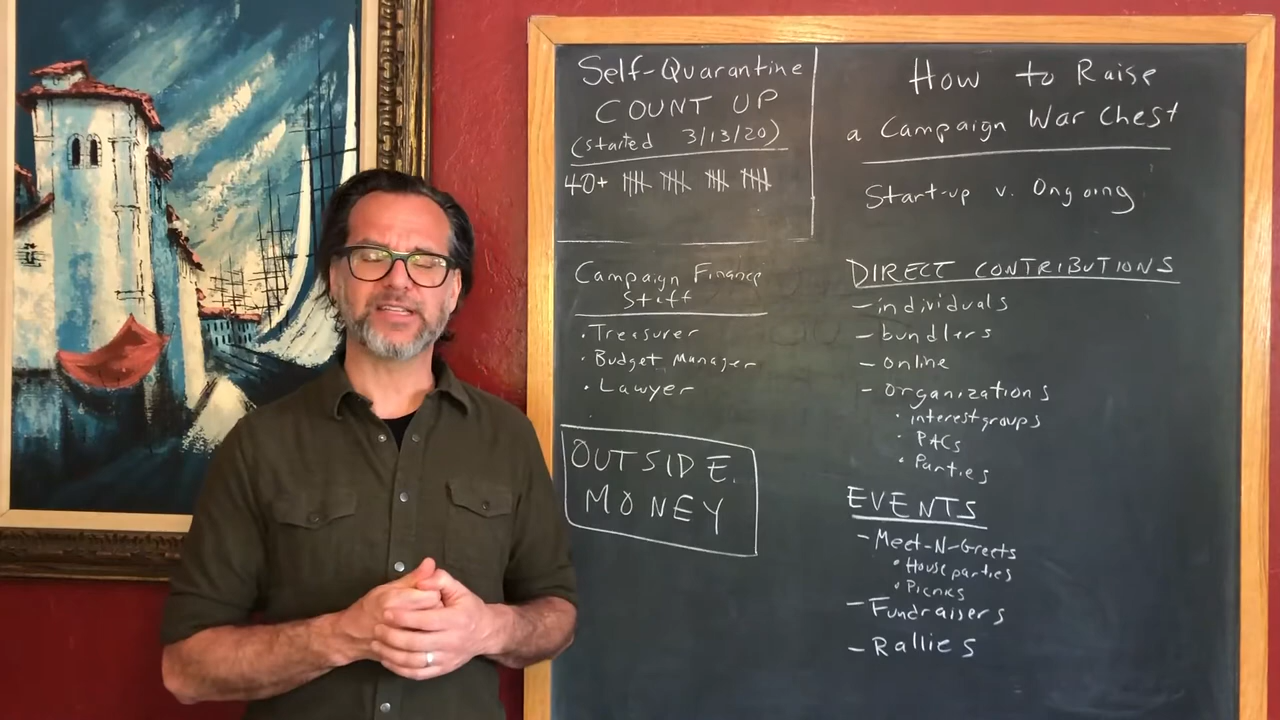 Self-Quarantine
COUNT UP
(started 3/13/20)
40+ |||| |||| |||| ||||
Campaign Finance
Staff
• Treasurer
• Budget Manager
• Lawyer
OUTSIDE
MONEY
How to Raise
a Campaign War Chest
Start-up v. Ongoing
DIRECT CONTRIBUTIONS
- individuals
- bundlers
- online
- organizations
• interest groups
• PACs
• Parties
EVENTS
- Meet-N-Greets
• House parties
• Picnics
- Fundraisers
- Rallies